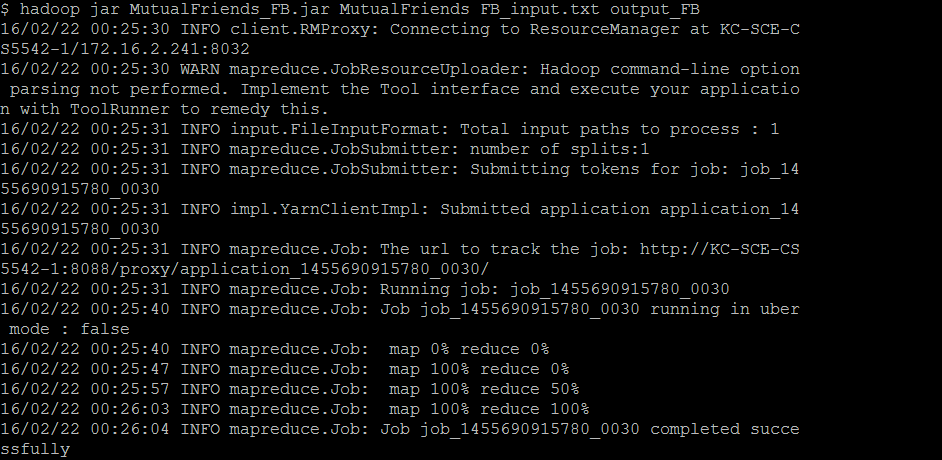 $ hadoop jar MutualFriends_FB.jar MutualFriends FB_input.txt output_FB
16/02/22 00:25:30 INFO client.RMProxy: Connecting to ResourceManager at KC-SCE-C
S5542-1/172.16.2.241:8032
16/02/22 00:25:30 WARN mapreduce.JobResourceUploader: Hadoop command-line option
 parsing not performed. Implement the Tool interface and execute your applicatio
n with ToolRunner to remedy this.
16/02/22 00:25:31 INFO input.FileInputFormat: Total input paths to process : 1
16/02/22 00:25:31 INFO mapreduce.JobSubmitter: number of splits:1
16/02/22 00:25:31 INFO mapreduce.JobSubmitter: Submitting tokens for job: job_14
55690915780_0030
16/02/22 00:25:31 INFO impl.YarnClientImpl: Submitted application application_14
55690915780_0030
16/02/22 00:25:31 INFO mapreduce.Job: The url to track the job: http://KC-SCE-CS
5542-1:8088/proxy/application_1455690915780_0030/
16/02/22 00:25:31 INFO mapreduce.Job: Running job: job_1455690915780_0030
16/02/22 00:25:40 INFO mapreduce.Job: Job job_1455690915780_0030 running in uber
 mode : false
16/02/22 00:25:40 INFO mapreduce.Job:  map 0% reduce 0%
16/02/22 00:25:47 INFO mapreduce.Job:  map 100% reduce 0%
16/02/22 00:25:57 INFO mapreduce.Job:  map 100% reduce 50%
16/02/22 00:26:03 INFO mapreduce.Job:  map 100% reduce 100%
16/02/22 00:26:04 INFO mapreduce.Job: Job job_1455690915780_0030 completed succe
ssfully